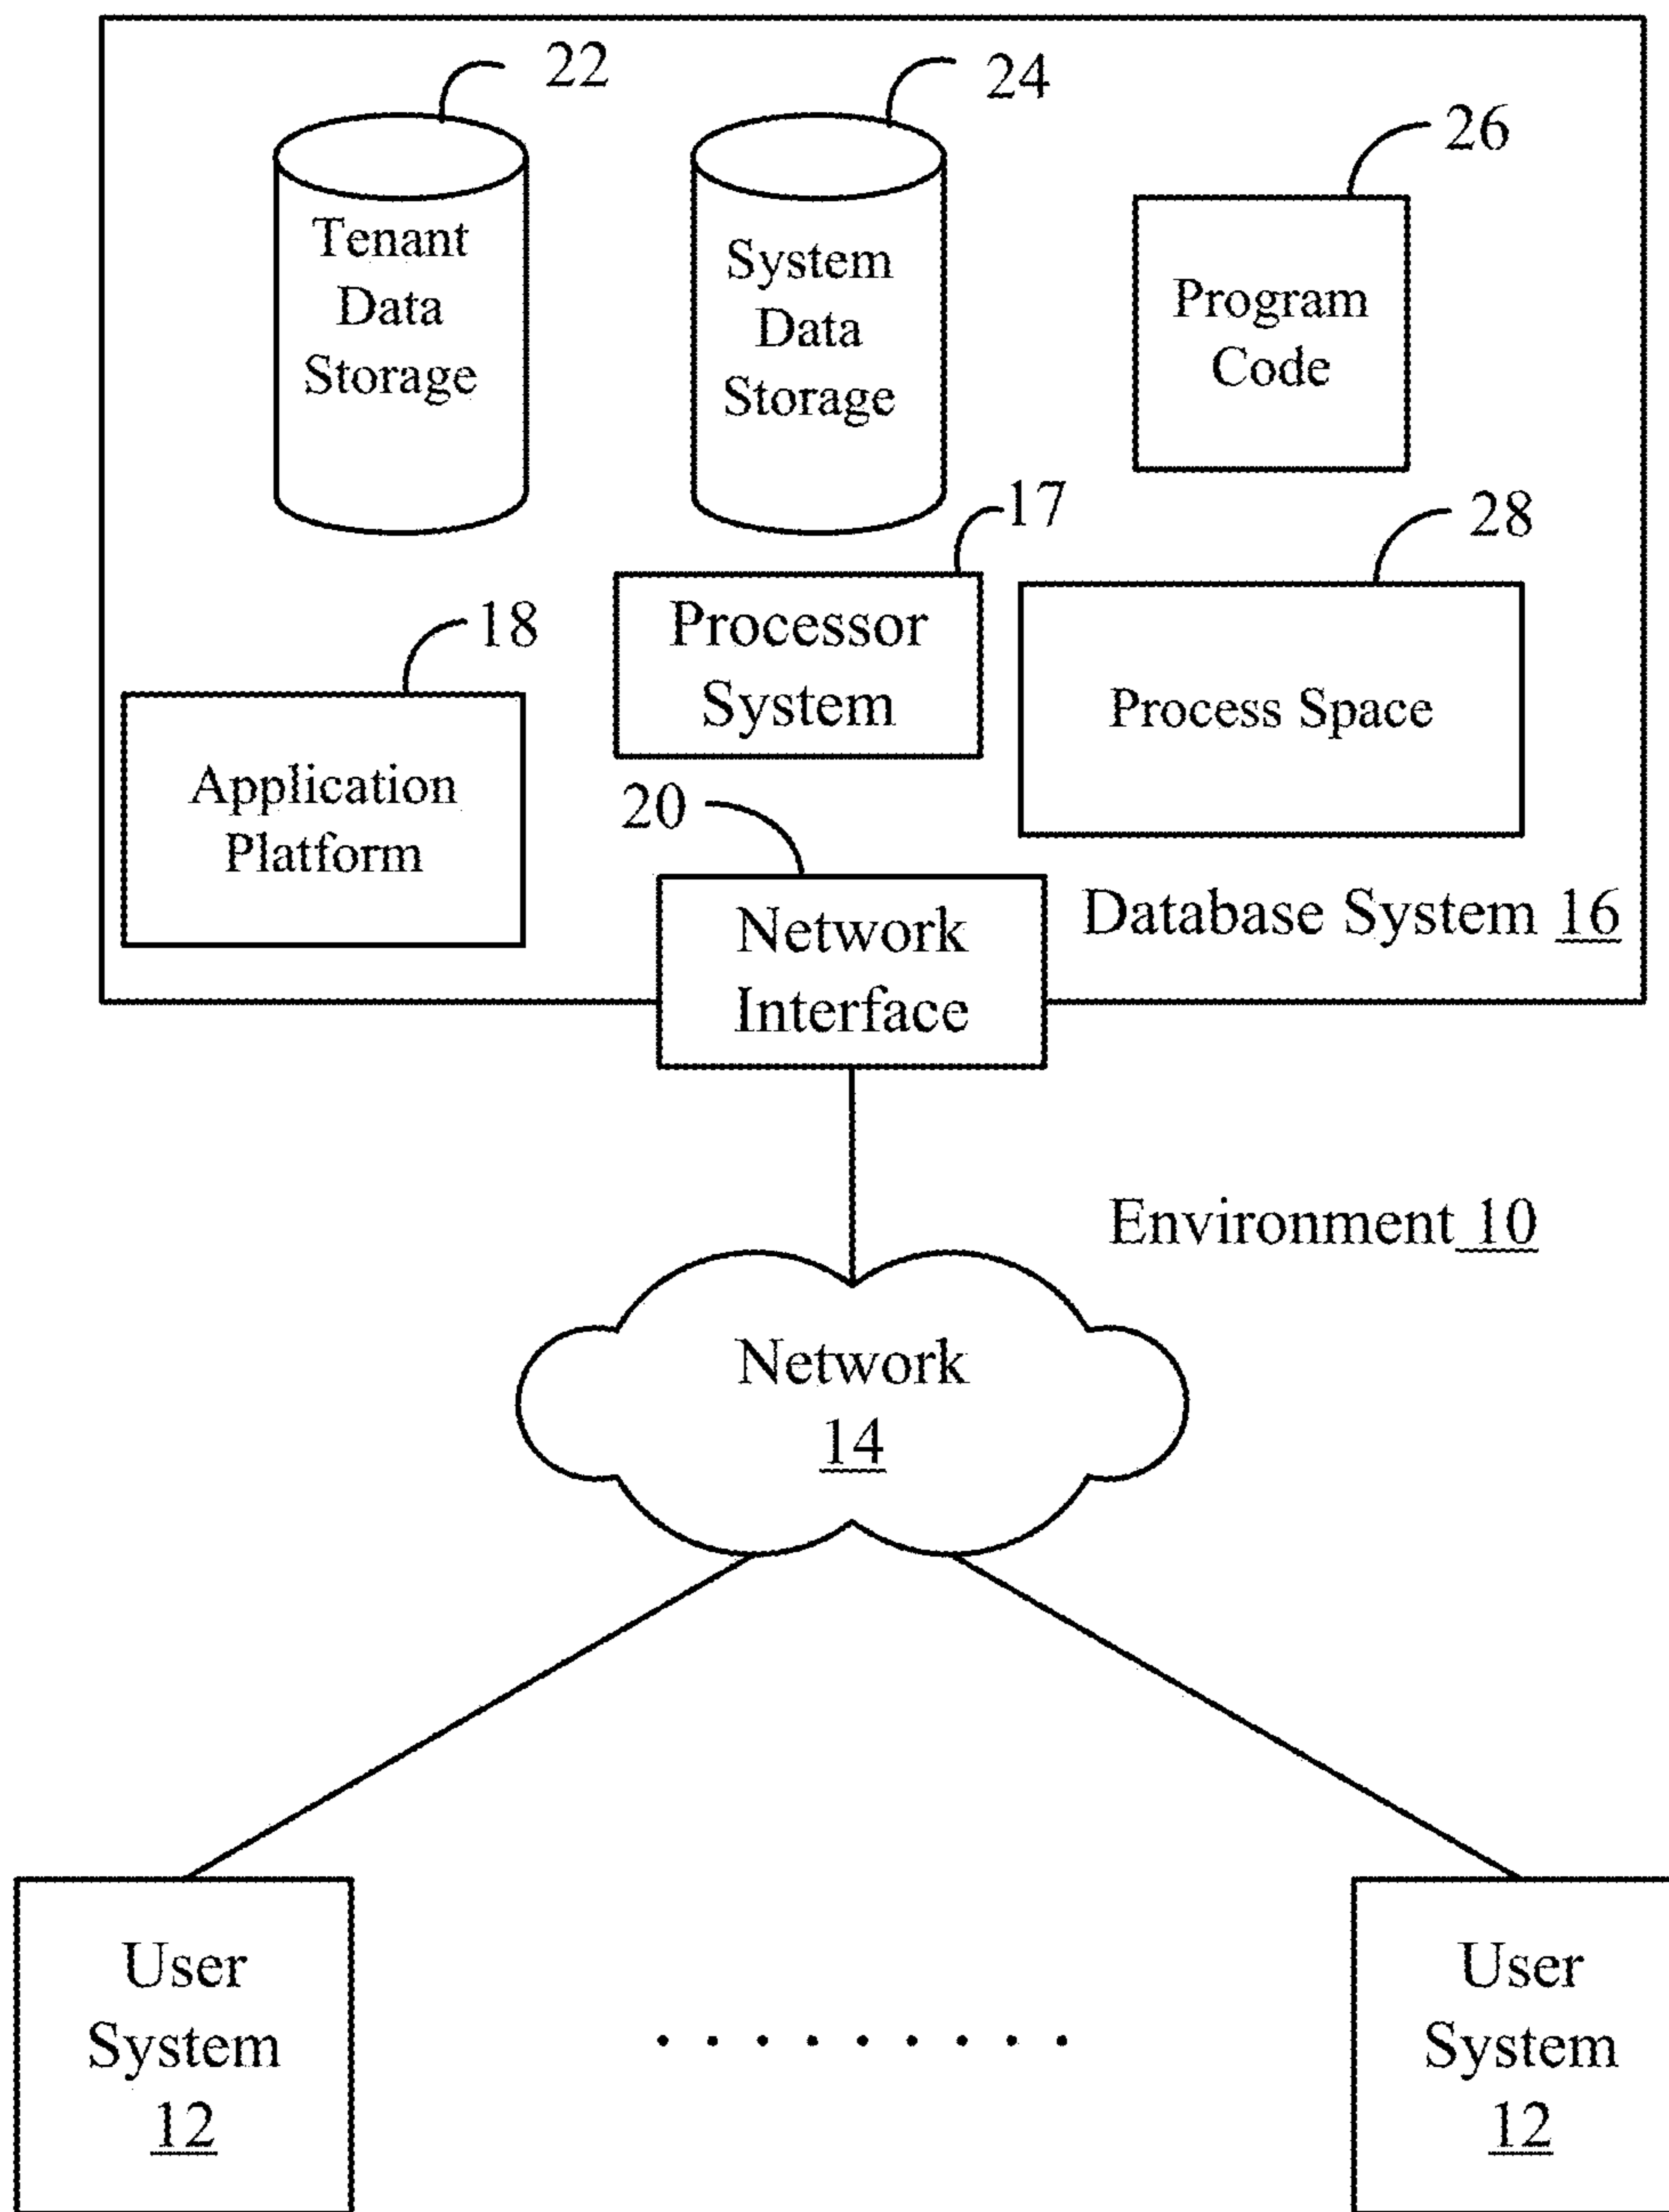 22
24
26
Tenant
Data
Storage
System
Data
Storage
Program
Code
17
28
18
Processor
System
Process Space
Application
Platform
20
Network
Interface
Database System 16
Environment 10
Network
14
User
System
12
. . . . . . . . .
User
System
12